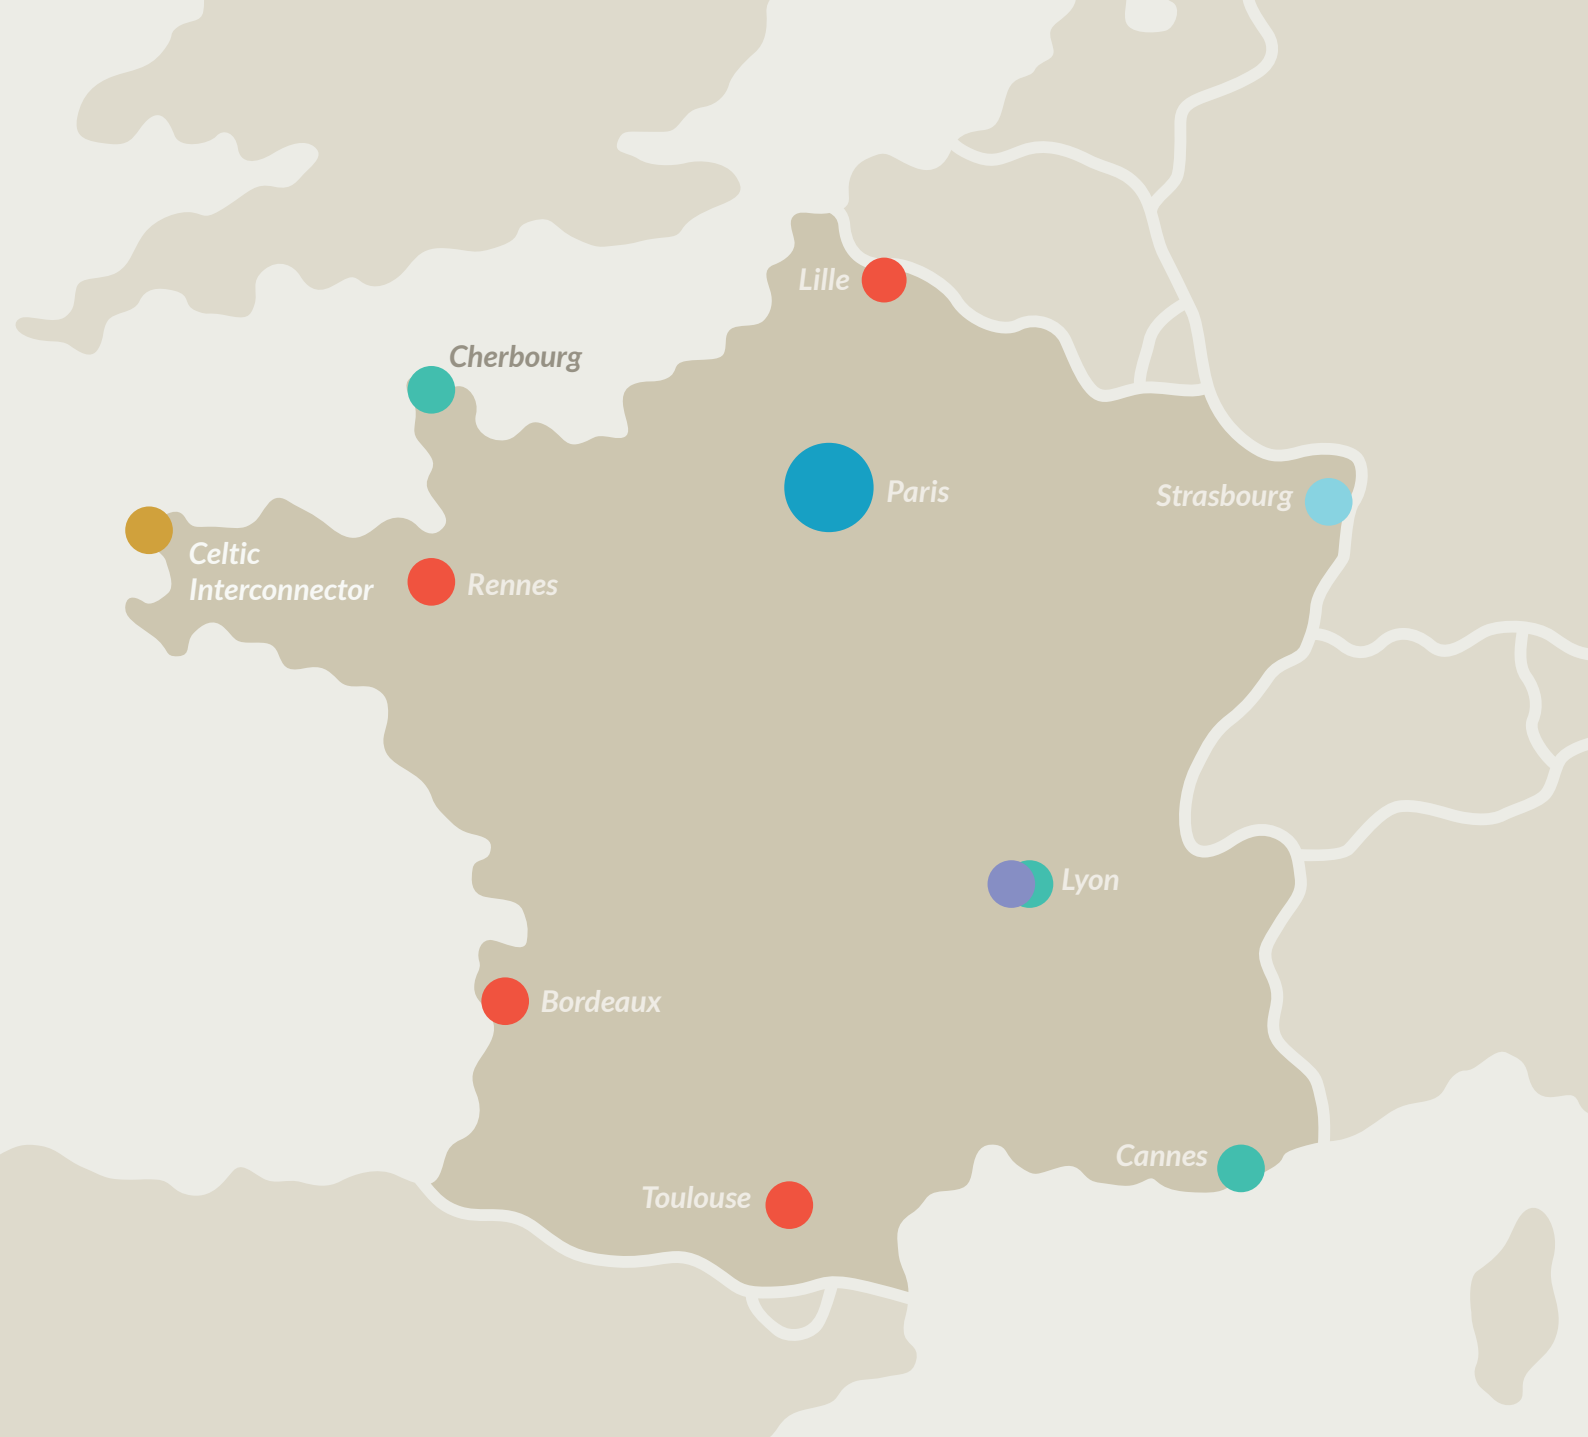 Lille
Cherbourg
Paris
Strasbourg
Celtic
Interconnector
Rennes
Lyon
Bordeaux
Cannes
Toulouse